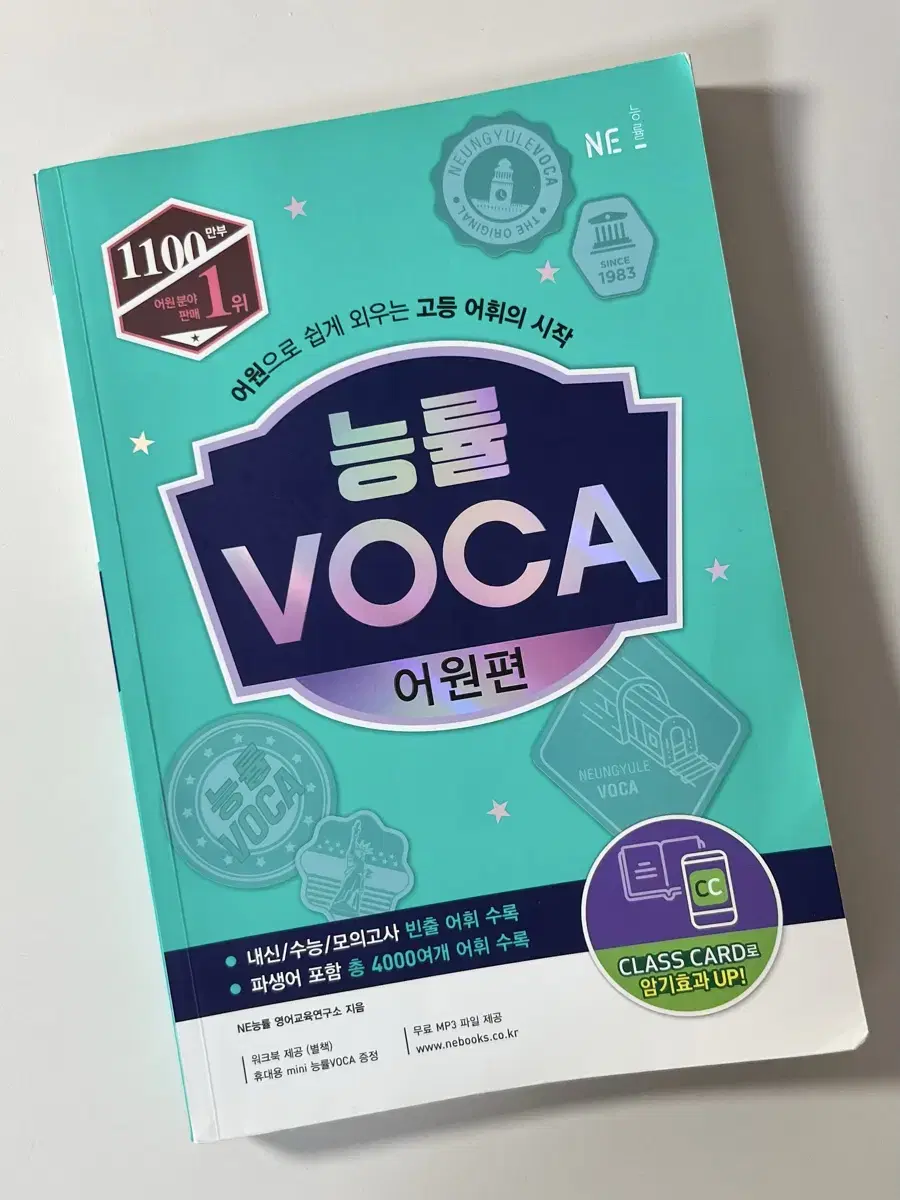 NE 능률
NEUNGYULE VOCA
THE ORIGINAL
SINCE
1983
1100만부
어원 분야
판매 1위
어원으로 쉽게 외우는 고등 어휘의 시작
능률
VOCA
어원편
NEUNGYULE
VOCA
능률
VOCA
CC
CLASS CARD로
암기효과 UP!
• 내신/수능/모의고사 빈출 어휘 수록
• 파생어 포함 총 4000여개 어휘 수록
NE능률 영어교육연구소 지음
워크북 제공 (별책)
휴대용 mini 능률VOCA 증정
무료 MP3 파일 제공
www.nebooks.co.kr